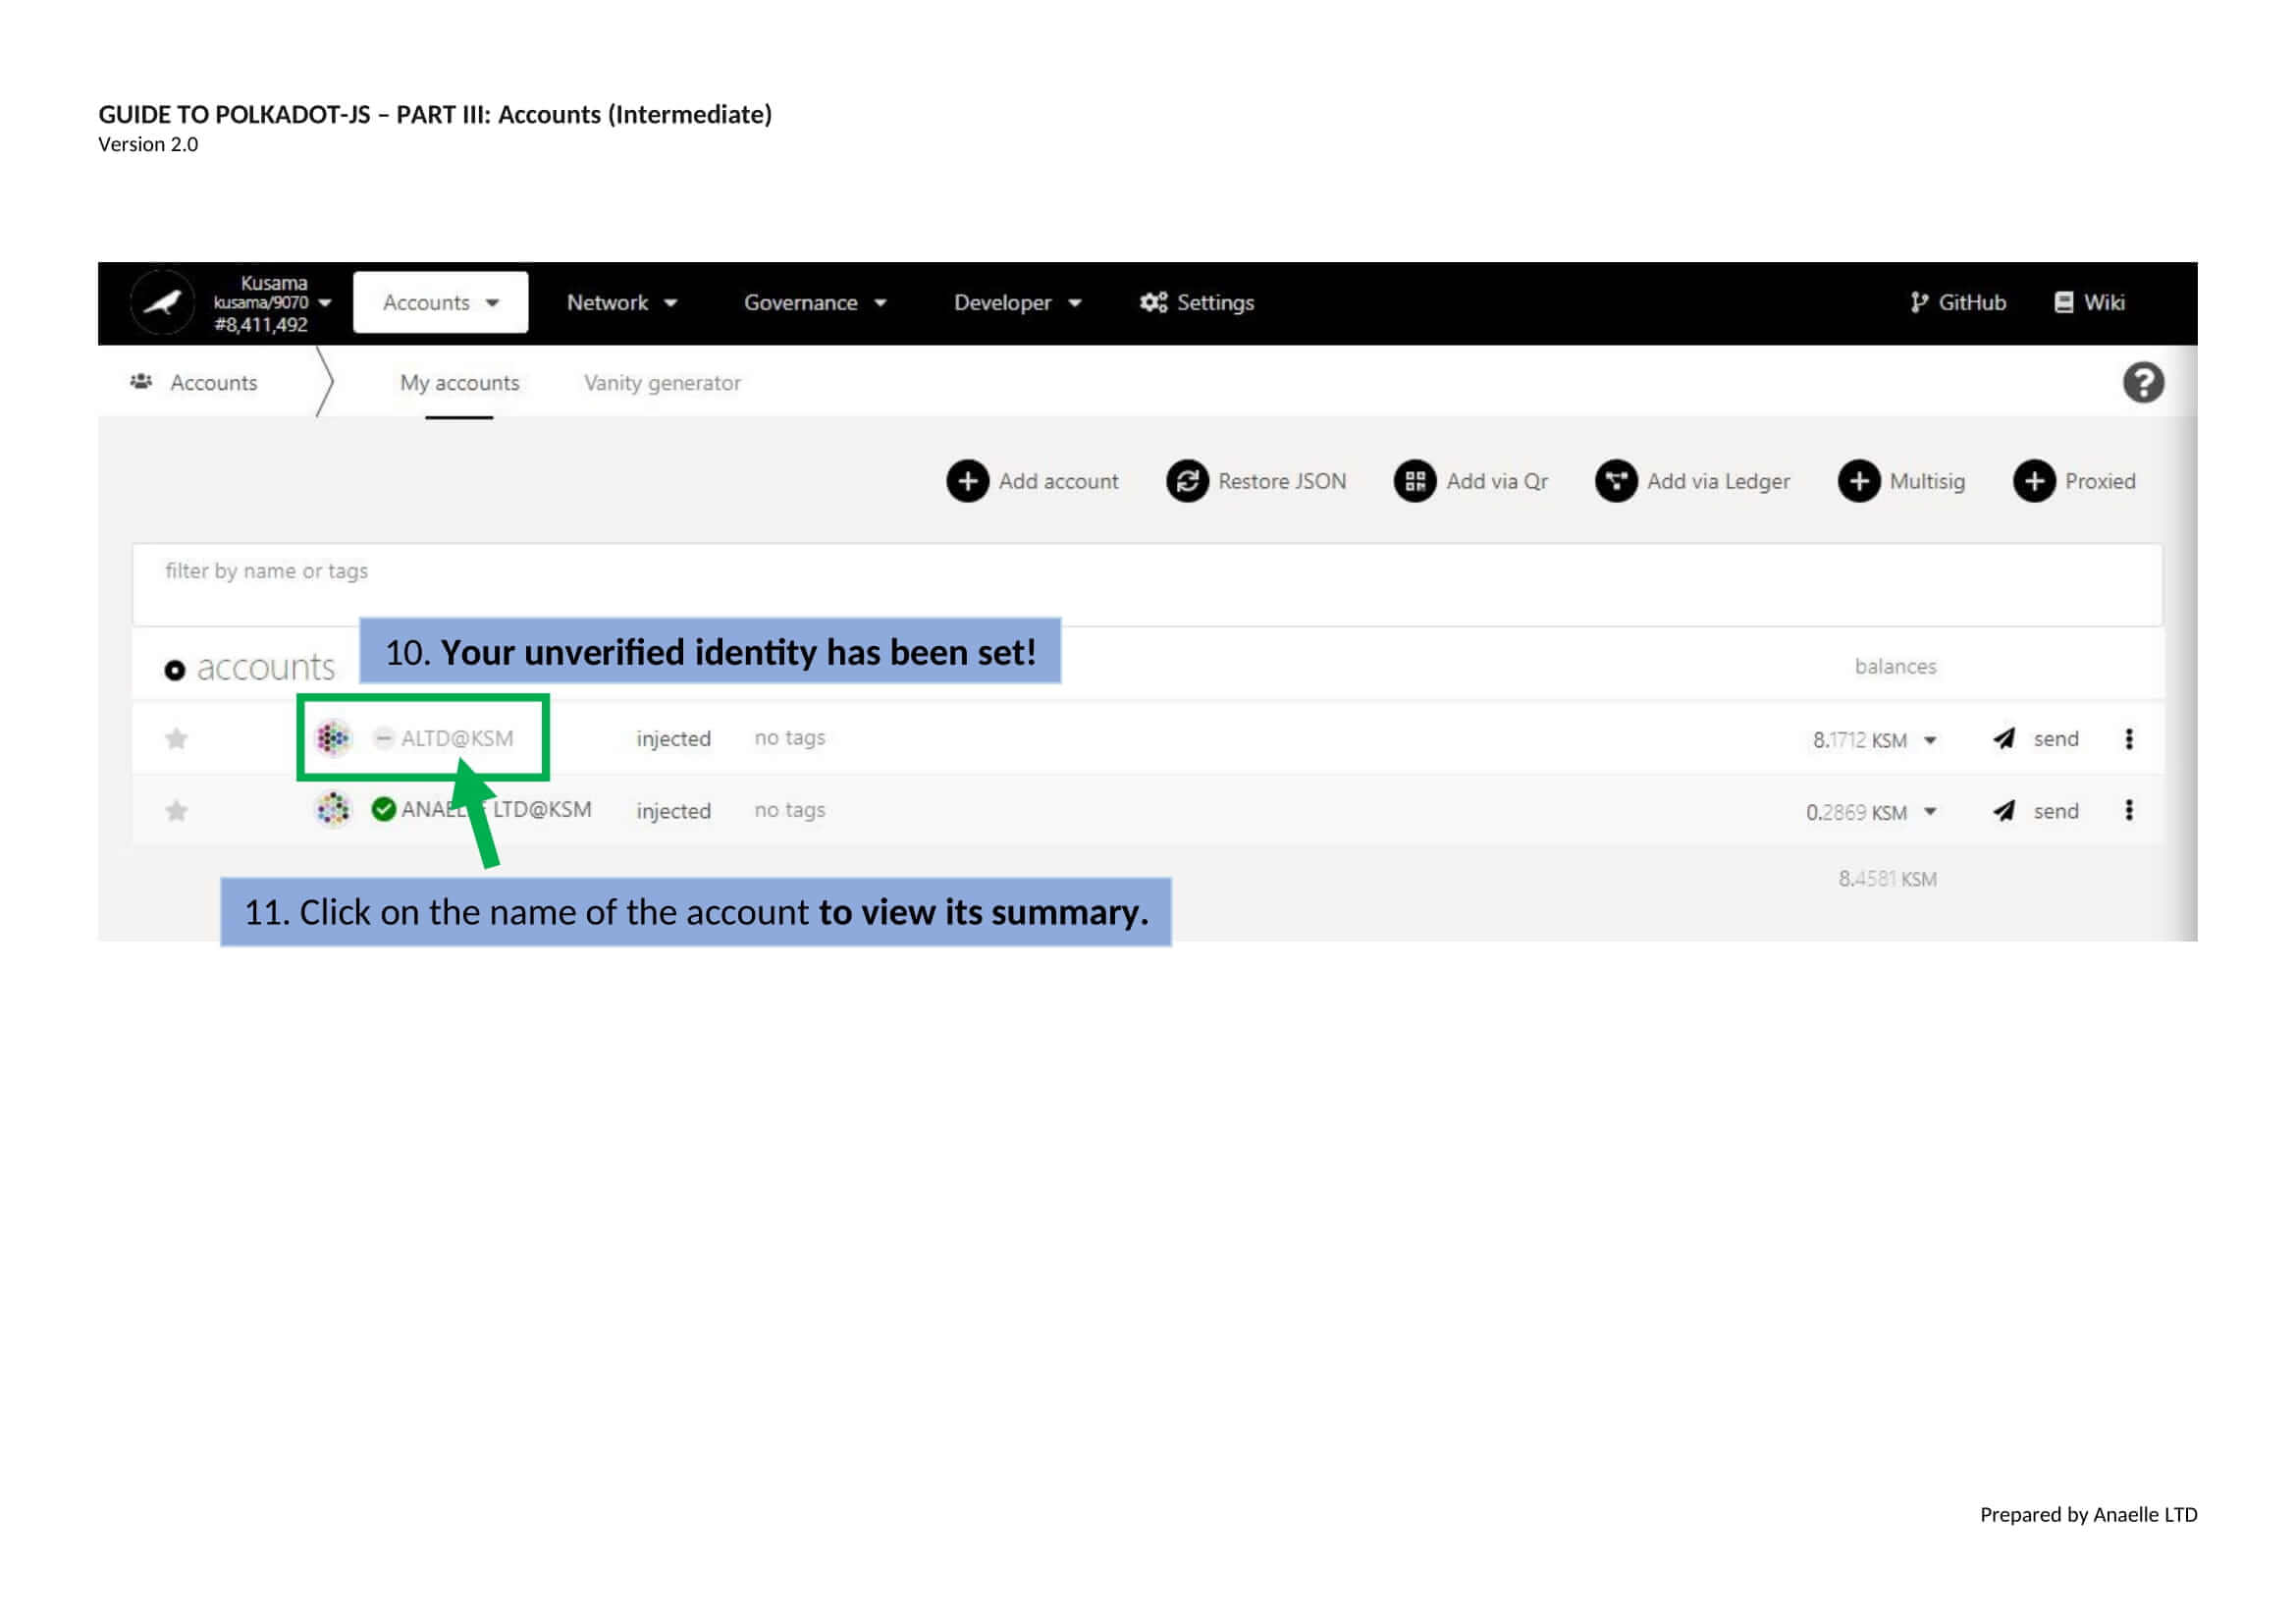 GUIDE TO POLKADOT-JS – PART III: Accounts (Intermediate)
Version 2.0
Kusama
kusama/9070
#8,411,492
Accounts Network Governance Developer Settings GitHub Wiki
Accounts My accounts Vanity generator ?
Add account Restore JSON Add via Qr Add via Ledger Multisig Proxied
filter by name or tags
10. Your unverified identity has been set!
accounts balances
ALTD@KSM injected no tags 8.1712 KSM send
LTD@KSM injected no tags 0.2869 KSM send
8.4581 KSM
11. Click on the name of the account to view its summary.
Prepared by Anaelle LTD